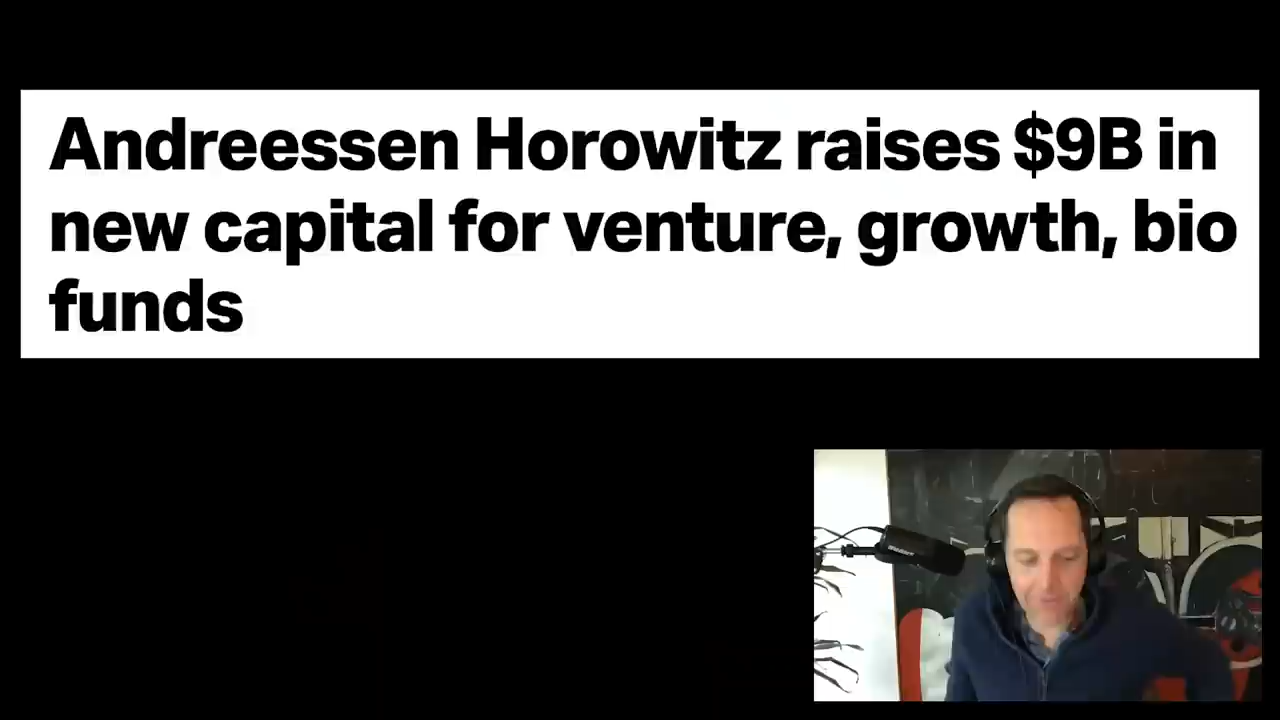 Andreessen Horowitz raises $9B in
new capital for venture, growth, bio
funds